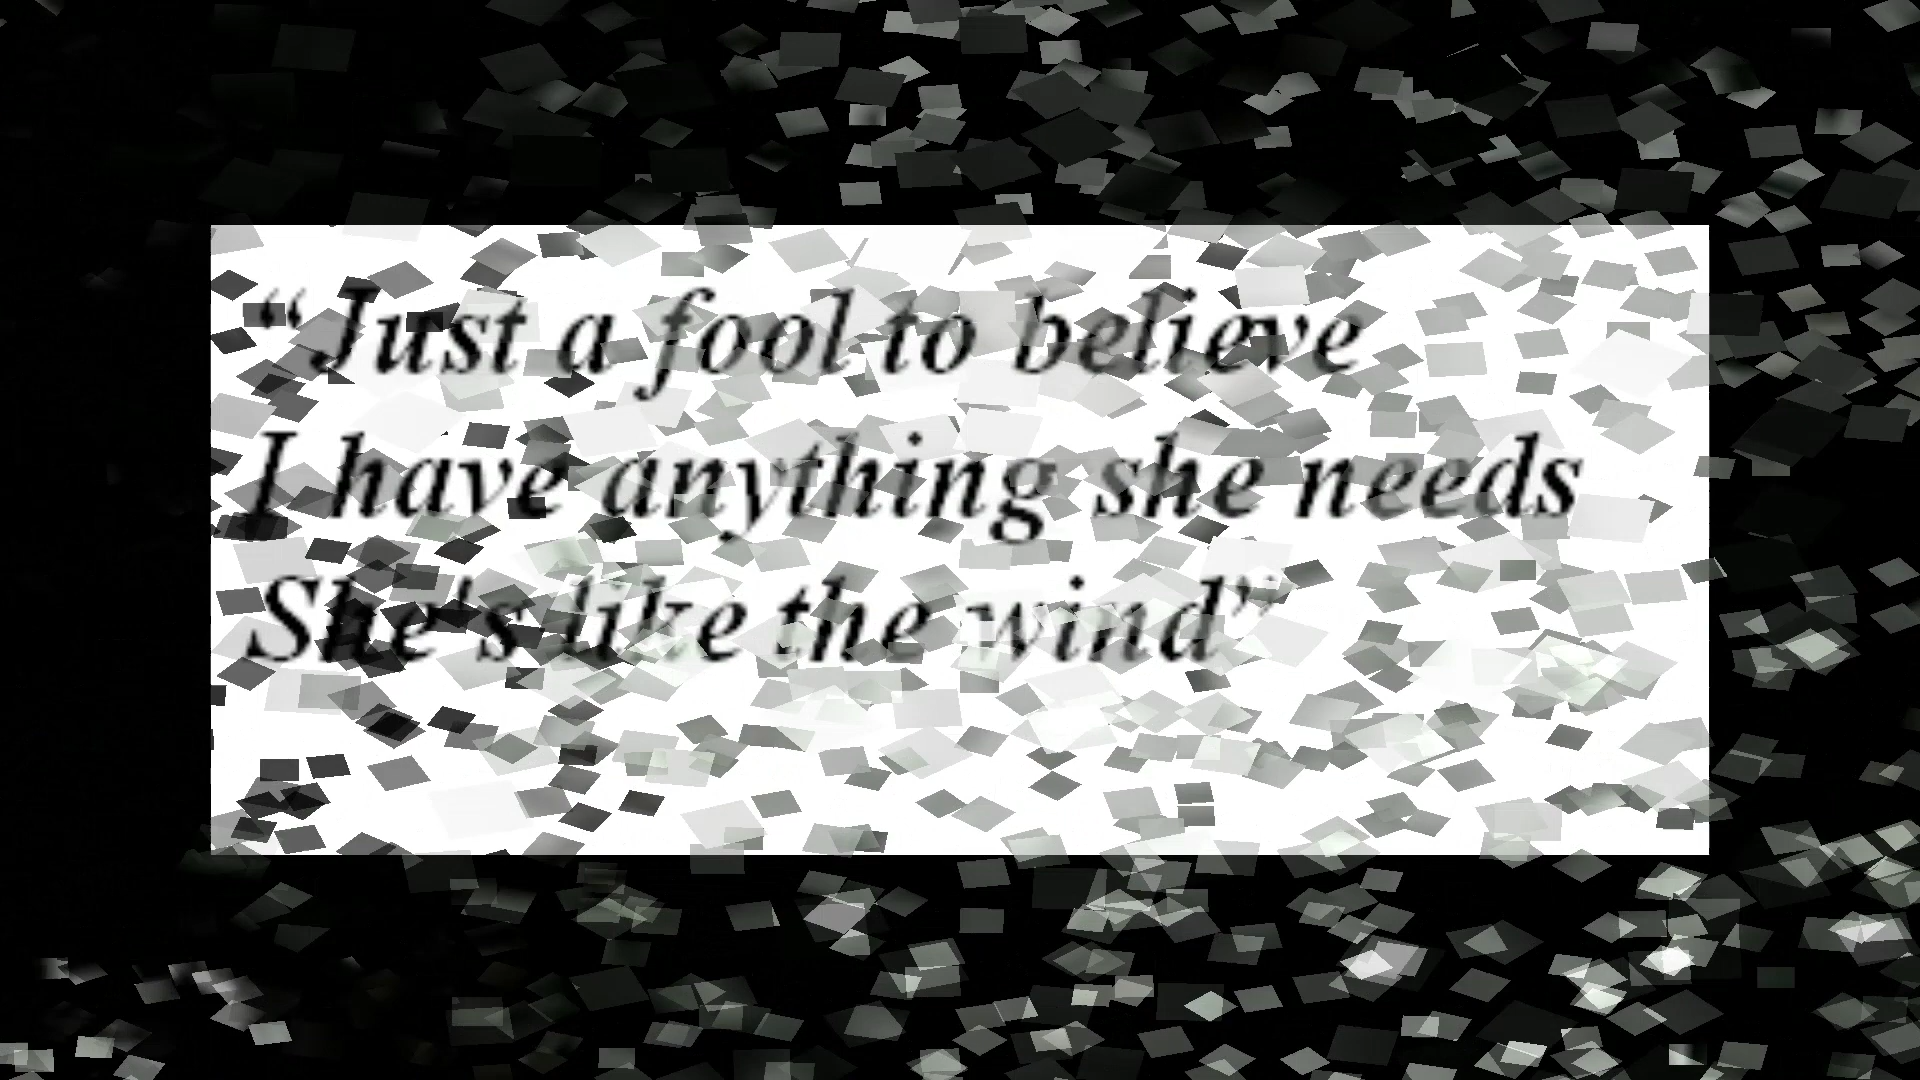 “Just a fool to believe
I have anything she needs
She's like the wind”